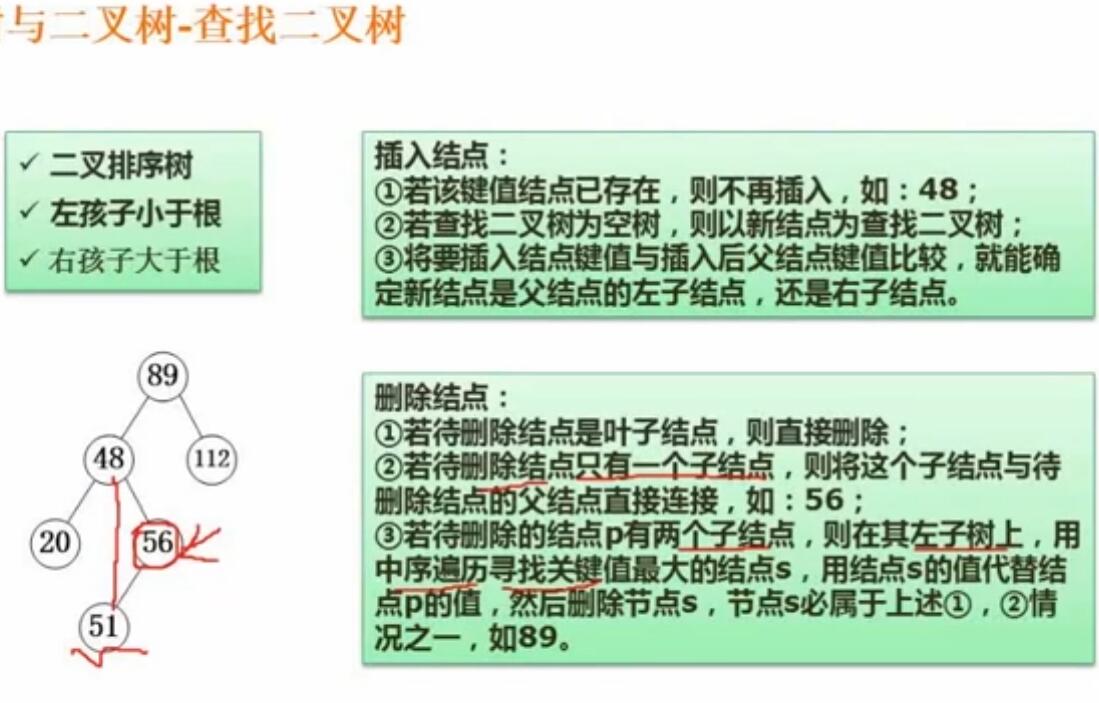 与二叉树-查找二叉树
✓ 二叉排序树
✓ 左孩子小于根
✓ 右孩子大于根
插入结点：
①若该键值结点已存在，则不再插入，如：48；
②若查找二叉树为空树，则以新结点为查找二叉树；
③将要插入结点键值与插入后父结点键值比较，就能确
定新结点是父结点的左子结点，还是右子结点。
89
48
112
20
56
51
删除结点：
①若待删除结点是叶子结点，则直接删除；
②若待删除结点只有一个子结点，则将这个子结点与待
删除结点的父结点直接连接，如：56；
③若待删除的结点p有两个子结点，则在其左子树上，用
中序遍历寻找关键值最大的结点s，用结点s的值代替结
点p的值，然后删除节点s，节点s必属于上述①，②情
况之一，如89。